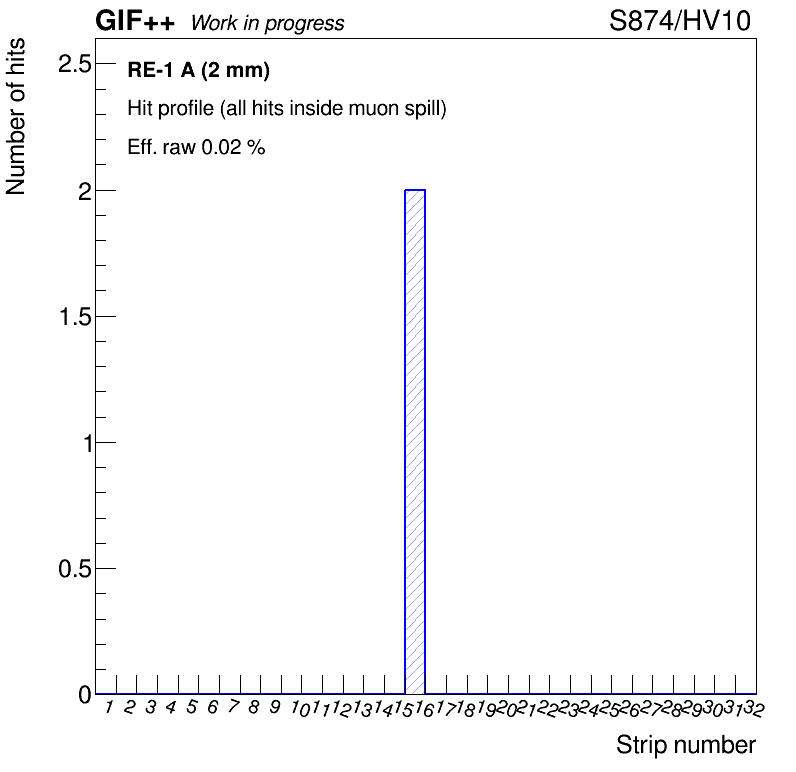 GIF++ Work in progress S874/HV10
Number of hits
RE-1 A (2 mm)
Hit profile (all hits inside muon spill)
Eff. raw 0.02 %
2.5
2
1.5
1
0.5
0
1 2 3 4 5 6 7 8 9 10 11 12 13 14 15 16 17 18 19 20 21 22 23 24 25 26 27 28 29 30 31 32
Strip number